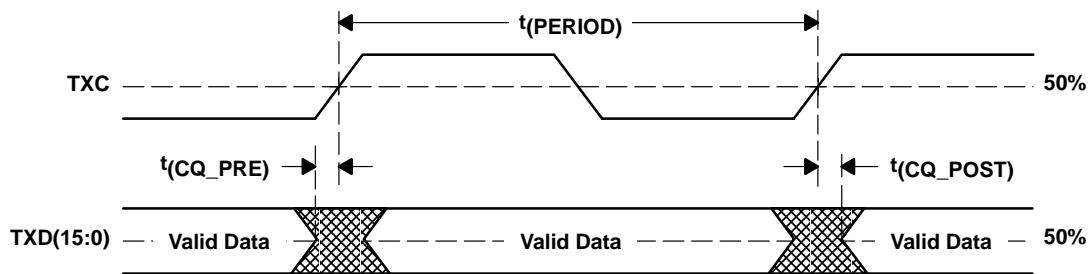 t(PERIOD)
TXC
50%
t(CQ_PRE)
t(CQ_POST)
TXD(15:0)
Valid Data
Valid Data
Valid Data
50%